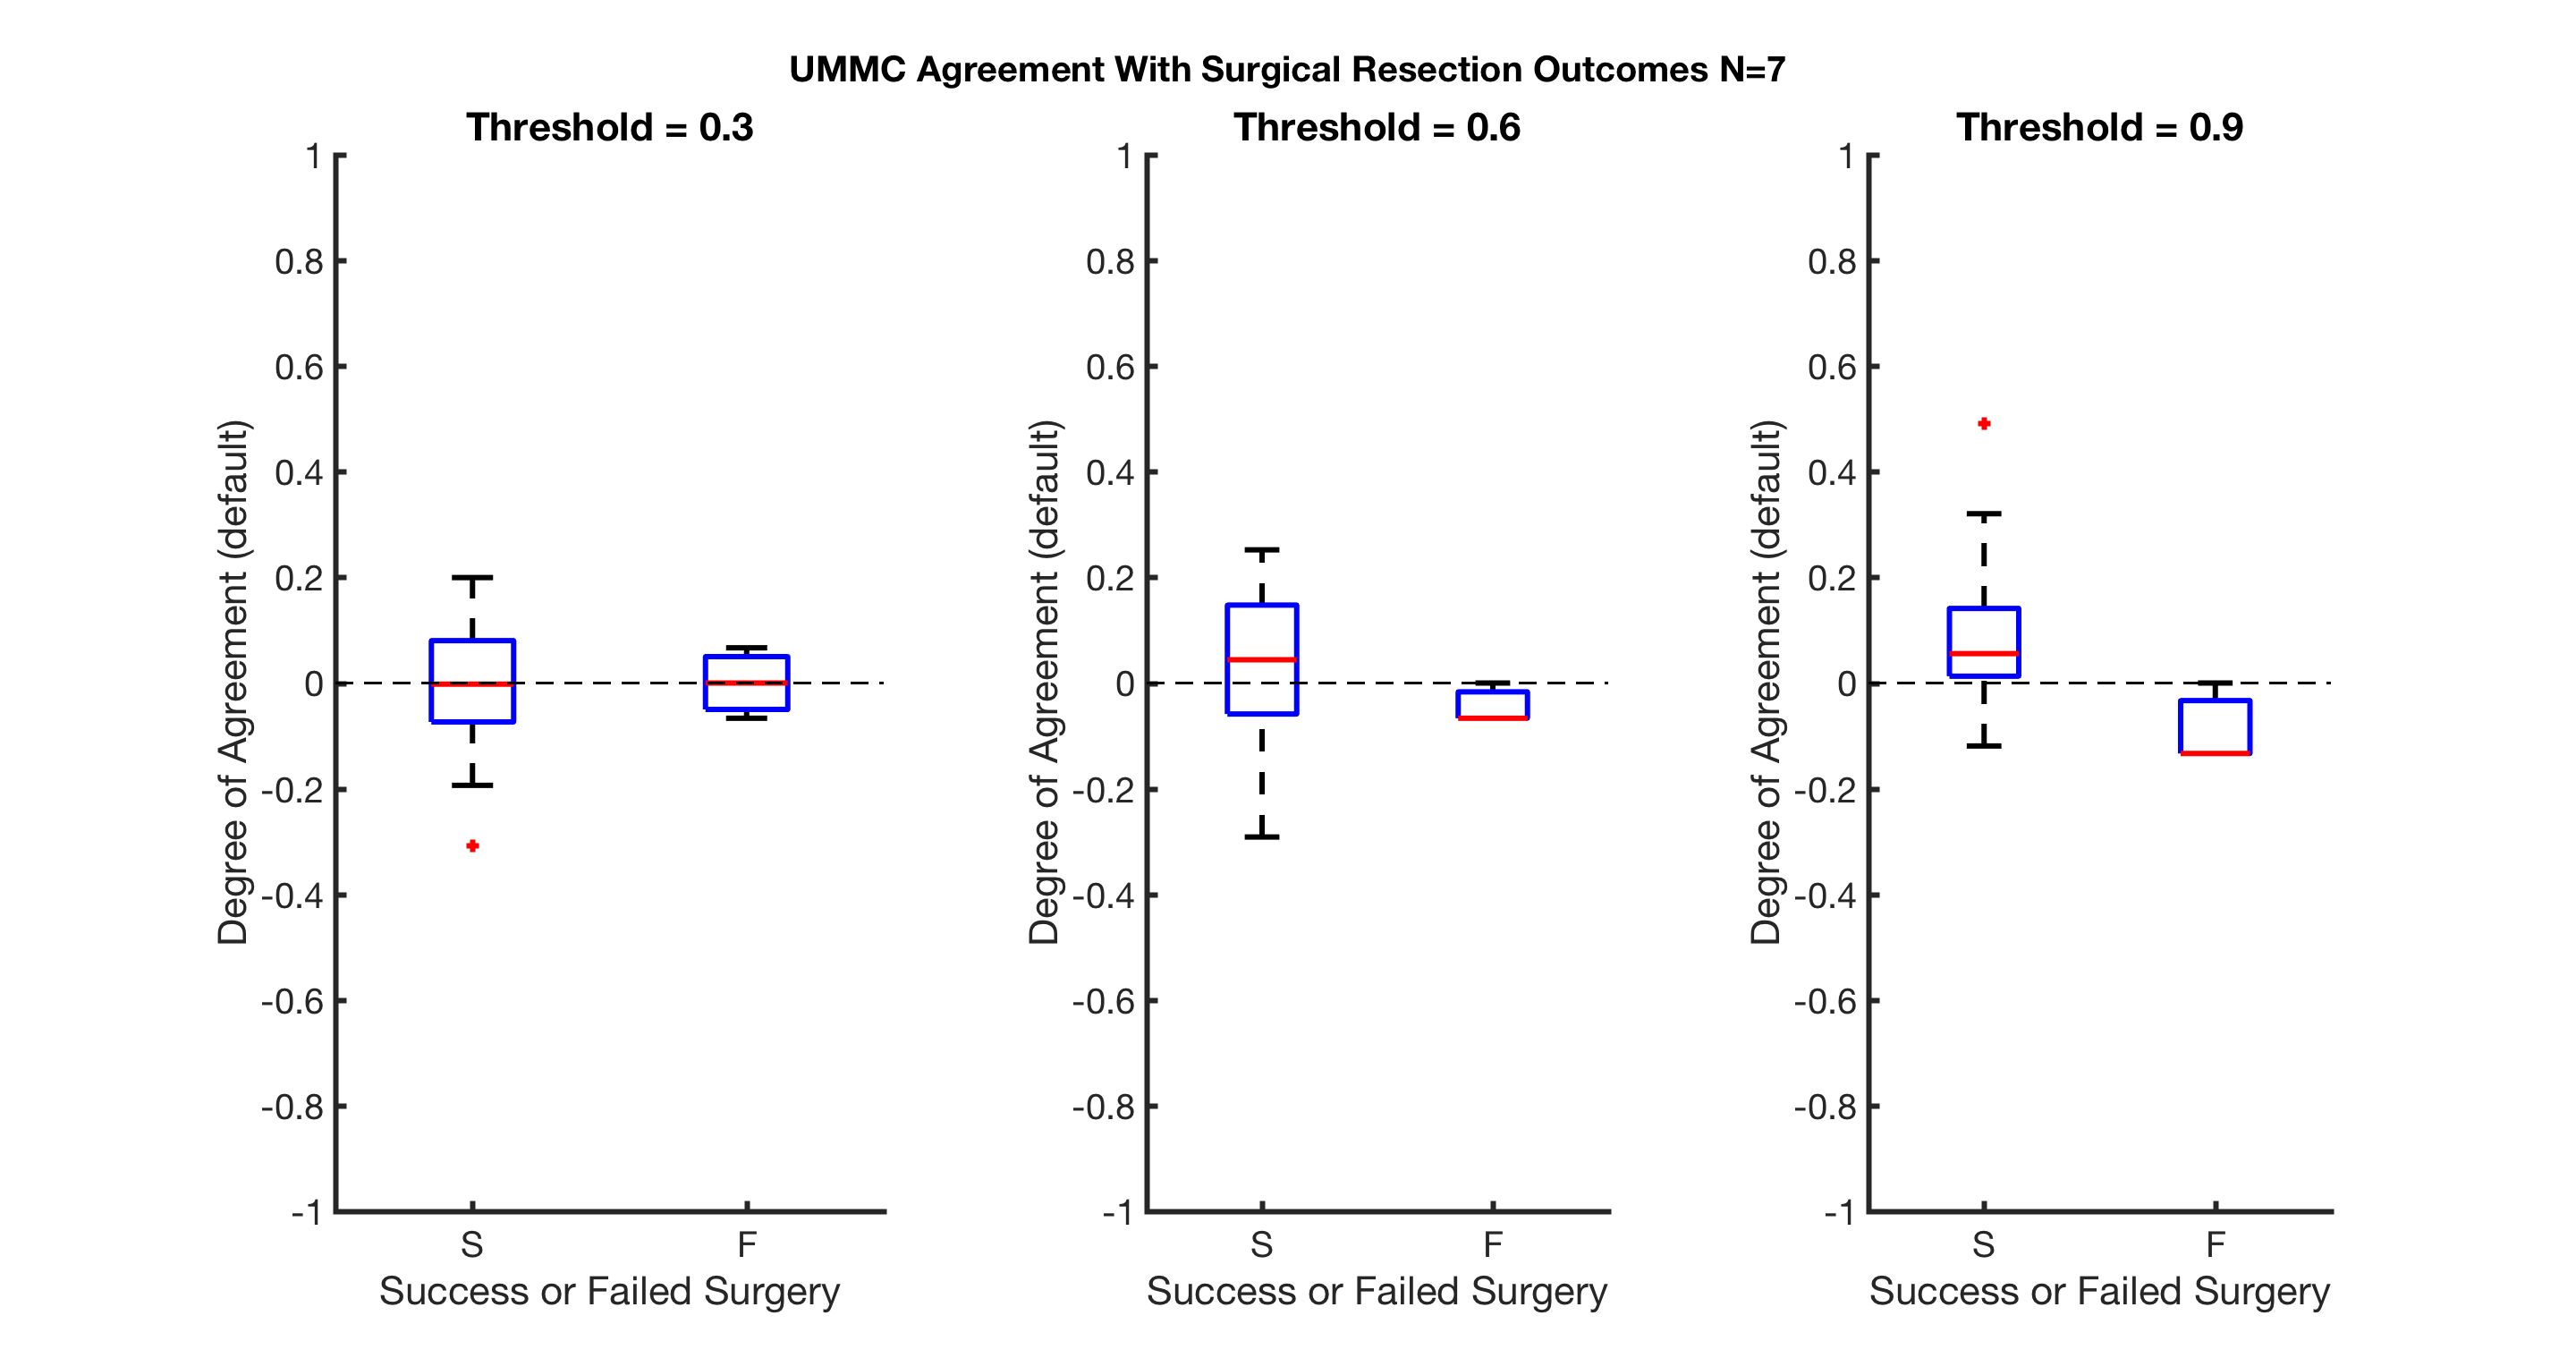 UMMC Agreement With Surgical Resection Outcomes N=7
Threshold = 0.3
1
0.8
0.6
0.4
0.2
0
-0.2
-0.4
-0.6
-0.8
-1
Degree of Agreement (default)
S F
Success or Failed Surgery
Threshold = 0.6
1
0.8
0.6
0.4
0.2
0
-0.2
-0.4
-0.6
-0.8
-1
Degree of Agreement (default)
S F
Success or Failed Surgery
Threshold = 0.9
1
0.8
0.6
0.4
0.2
0
-0.2
-0.4
-0.6
-0.8
-1
Degree of Agreement (default)
S F
Success or Failed Surgery